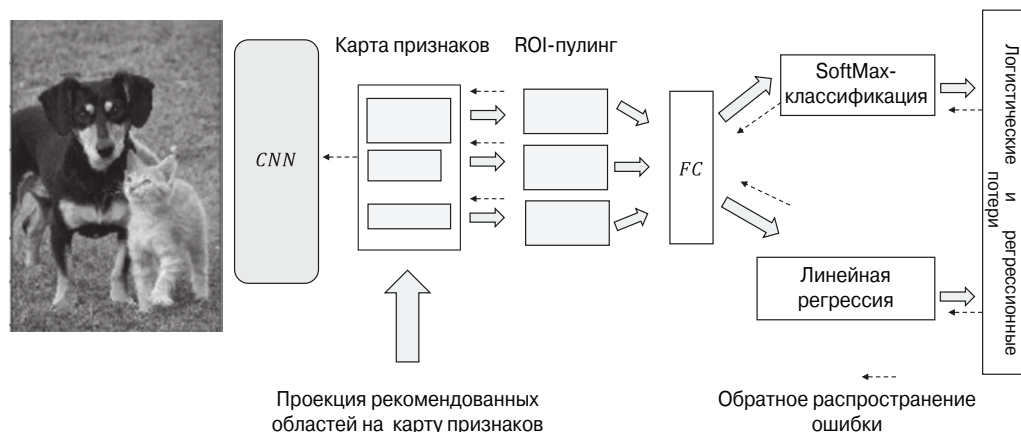 Карта признаков
ROI-пулинг
CNN
FC
SoftMax-
классификация
Линейная
регрессия
Логистические и регрессионные
потери
Проекция рекомендованных
областей на карту признаков
Обратное распространение
ошибки